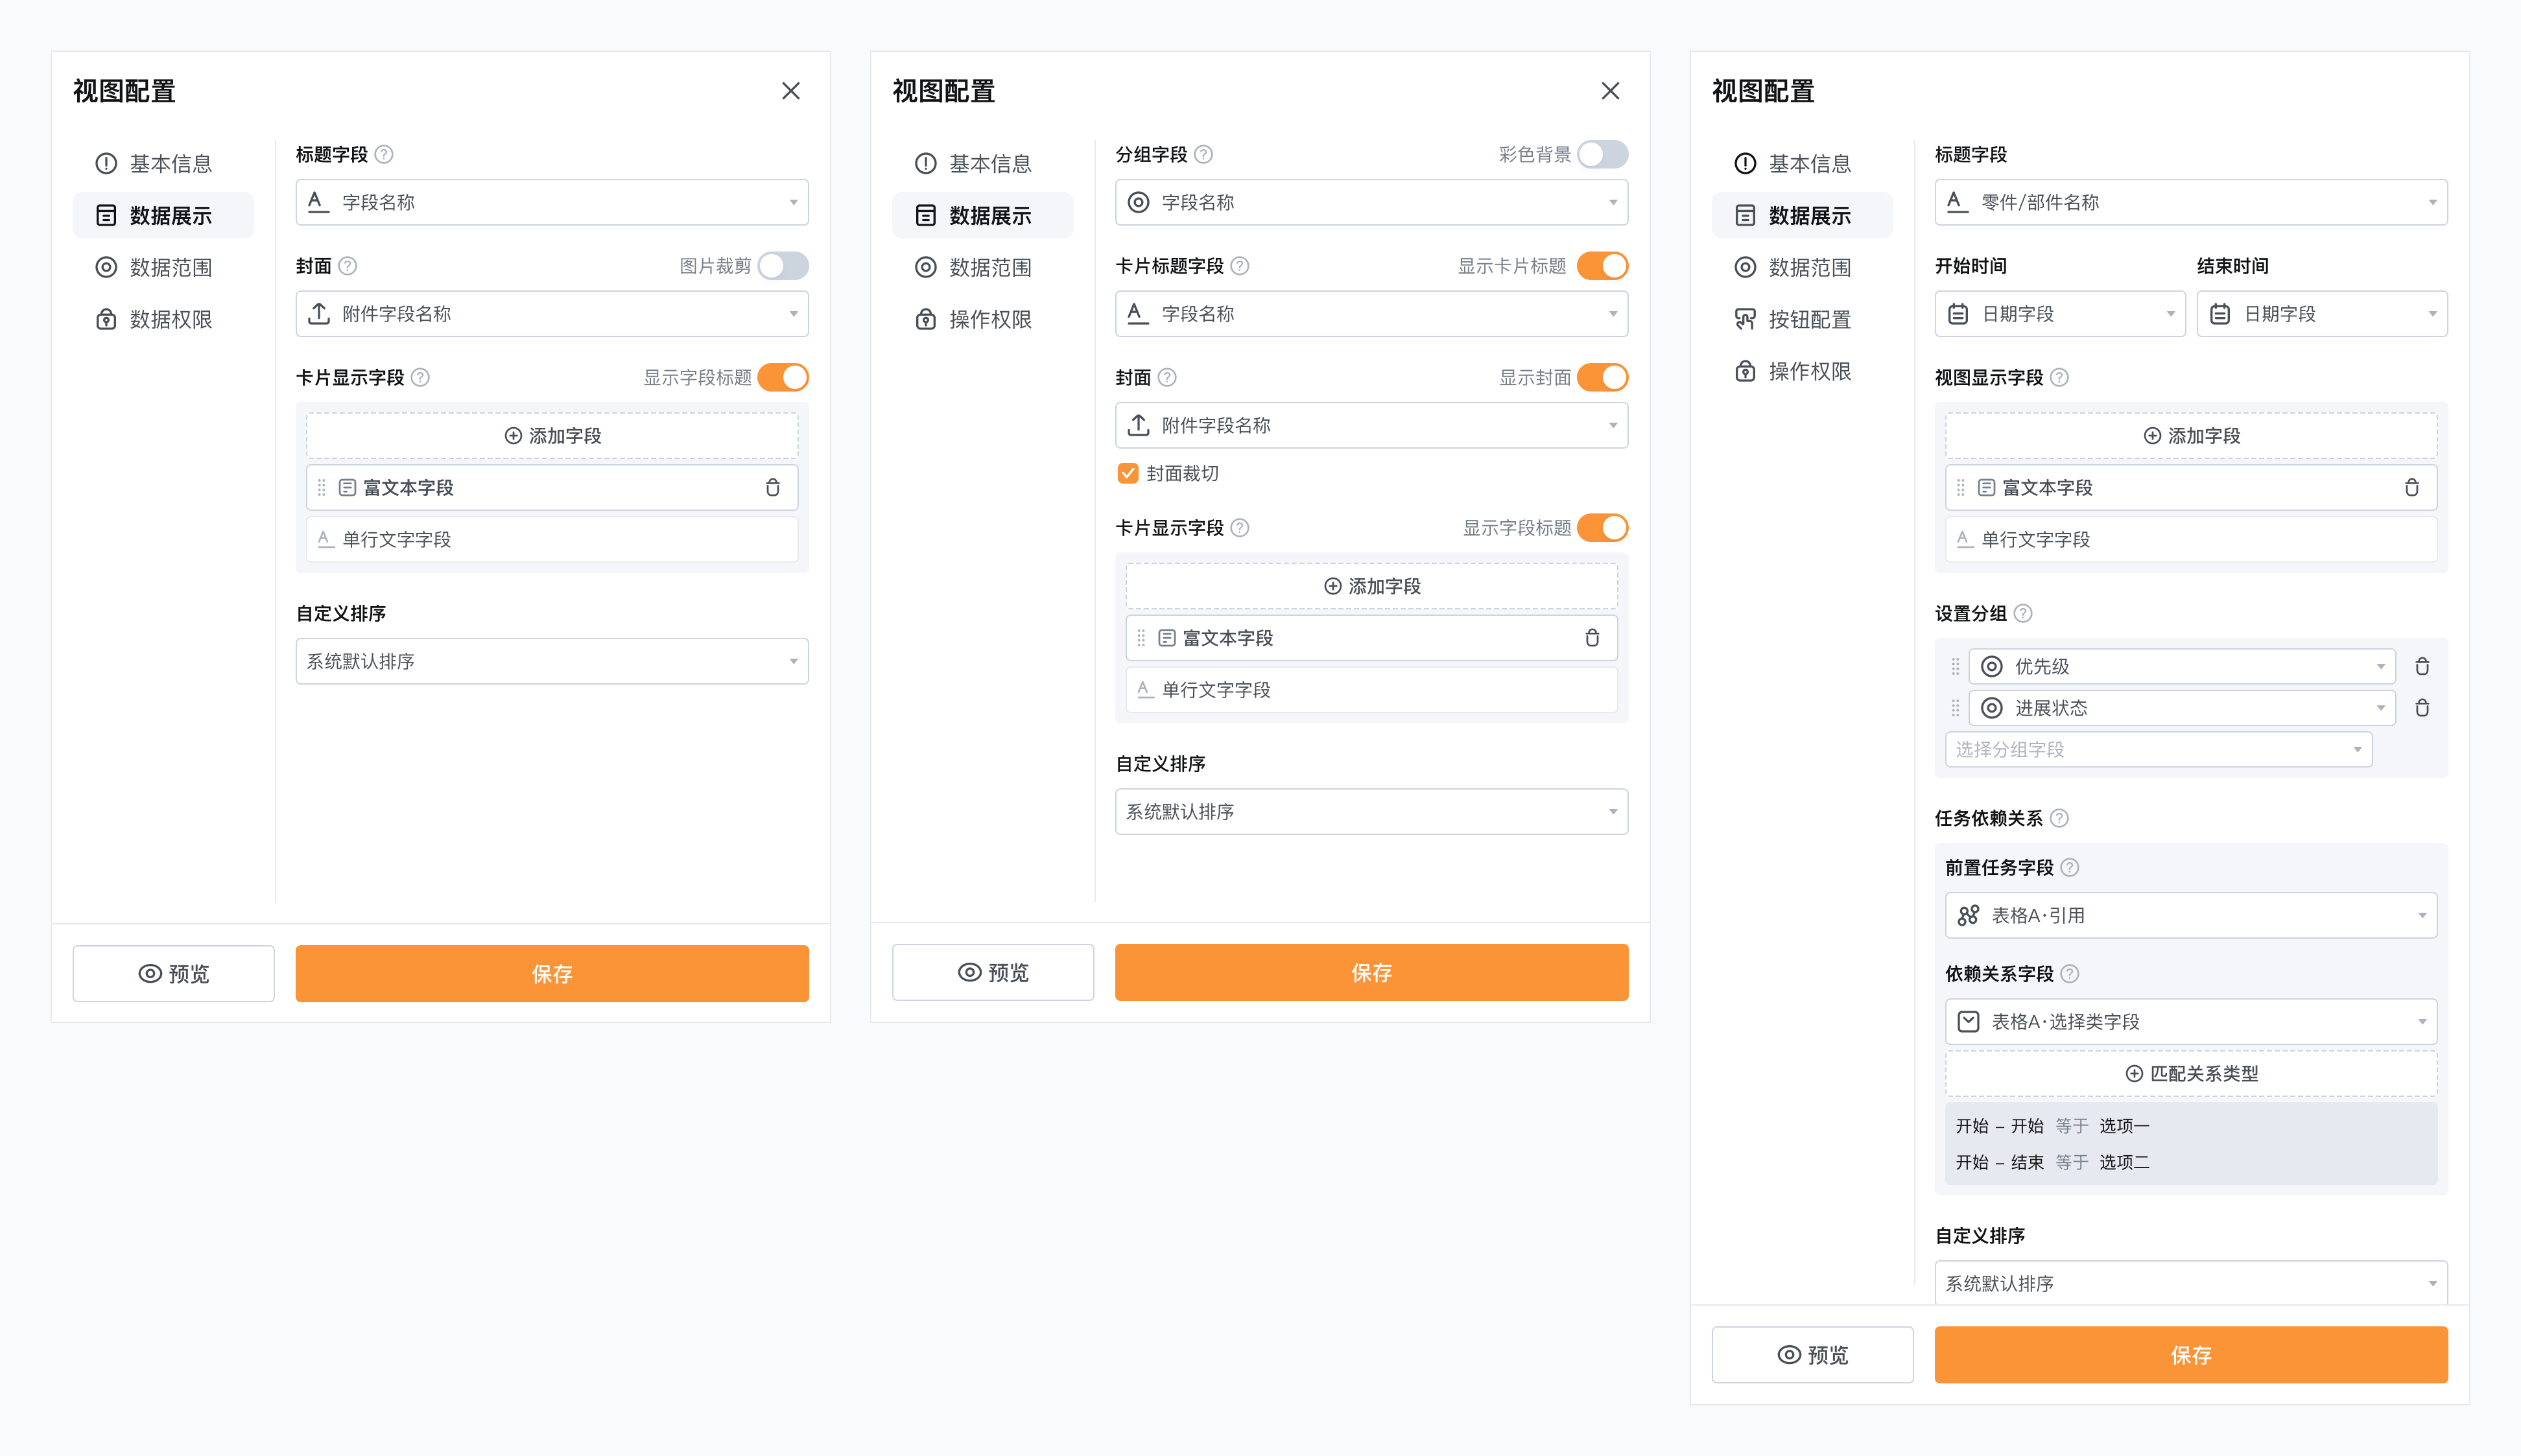 视图配置
基本信息
数据展示
数据范围
数据权限
标题字段
字段名称
封面
图片裁剪
附件字段名称
卡片显示字段
显示字段标题
添加字段
富文本字段
单行文字字段
自定义排序
系统默认排序
预览
保存
视图配置
基本信息
数据展示
数据范围
操作权限
分组字段
彩色背景
字段名称
卡片标题字段
显示卡片标题
字段名称
封面
显示封面
附件字段名称
封面裁切
卡片显示字段
显示字段标题
添加字段
富文本字段
单行文字字段
自定义排序
系统默认排序
预览
保存
视图配置
基本信息
数据展示
数据范围
按钮配置
操作权限
标题字段
零件/部件名称
开始时间
结束时间
日期字段
日期字段
视图显示字段
添加字段
富文本字段
单行文字字段
设置分组
优先级
进展状态
选择分组字段
任务依赖关系
前置任务字段
表格A·引用
依赖关系字段
表格A·选择类字段
匹配关系类型
开始 – 开始 等于 选项一
开始 – 结束 等于 选项二
自定义排序
系统默认排序
预览
保存